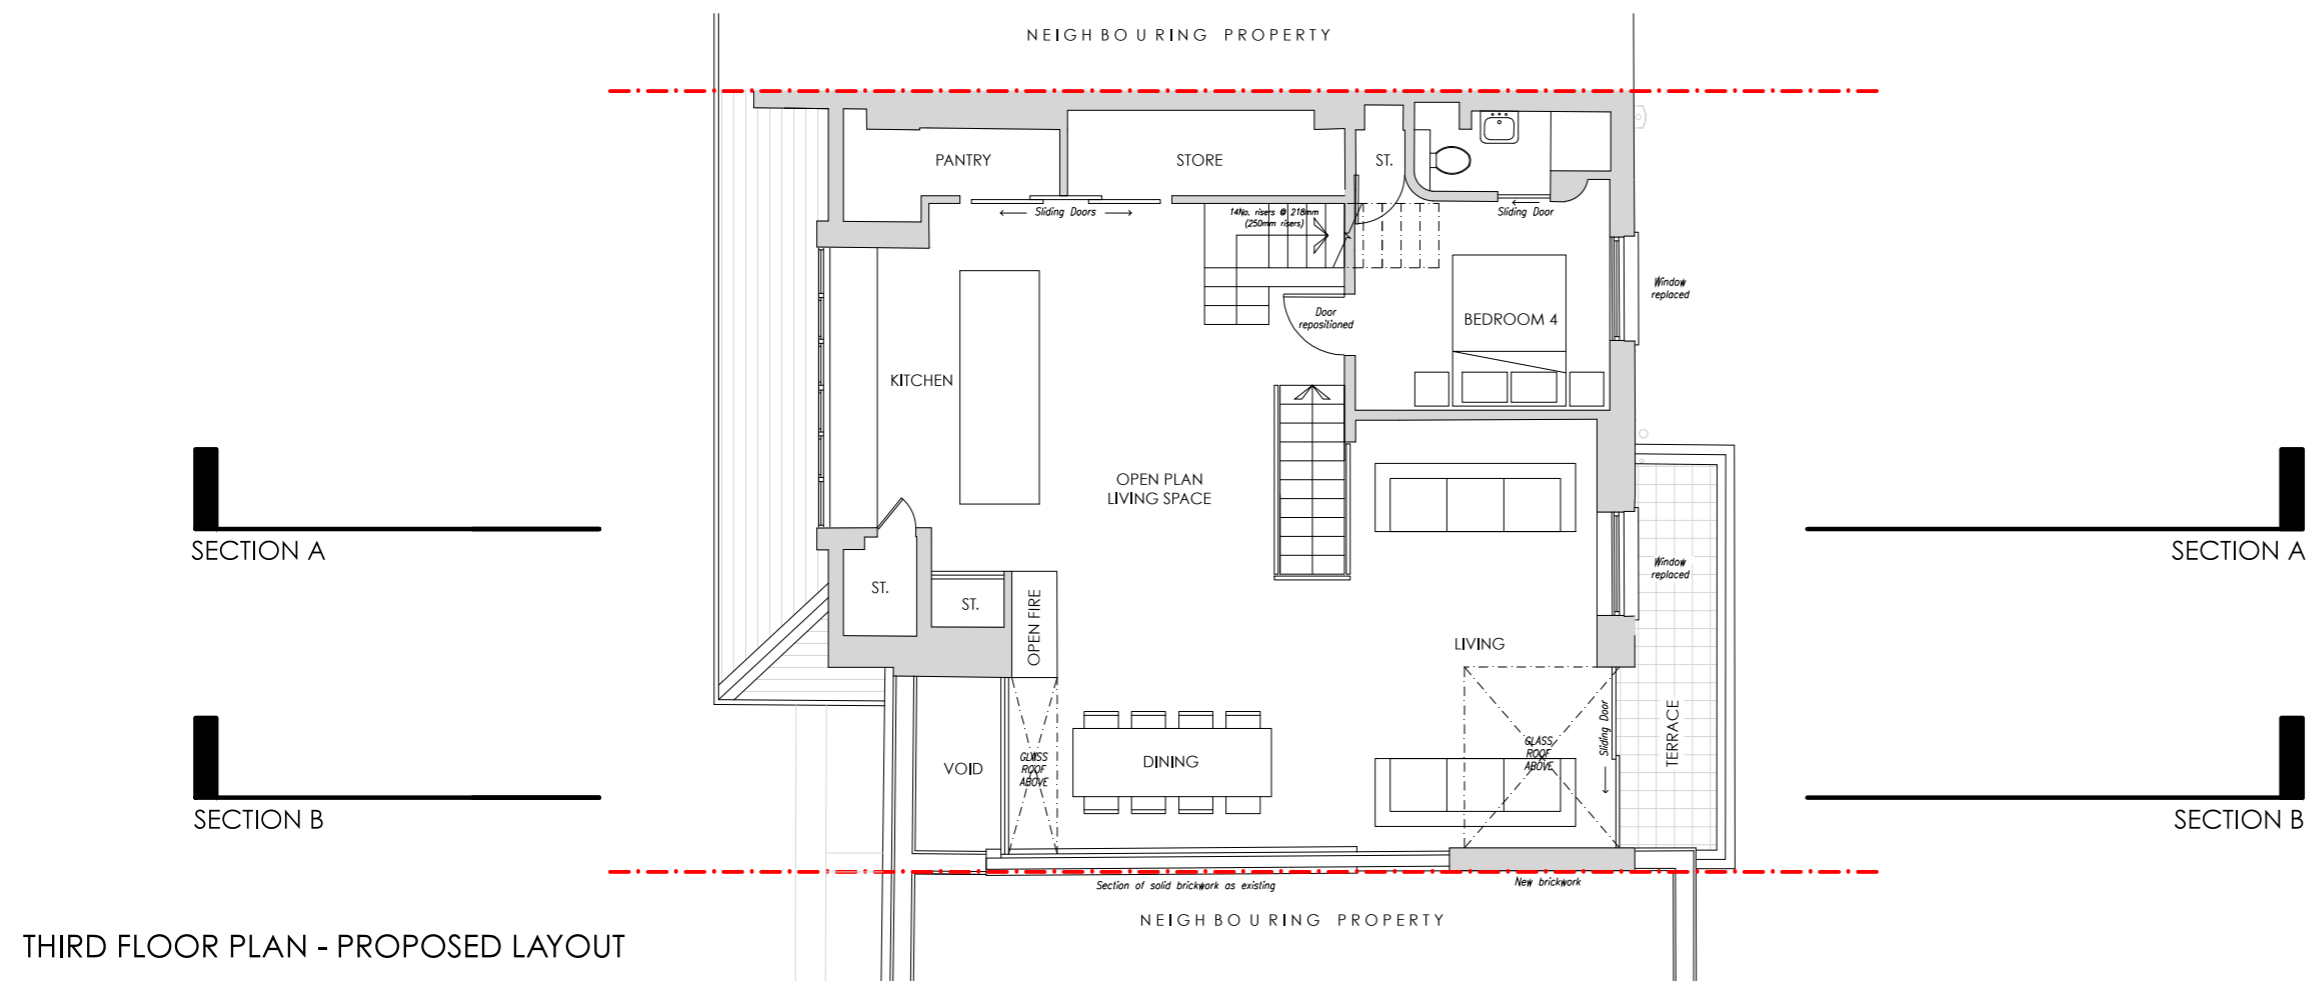 NEIGHBOURING PROPERTY
PANTRY
STORE
ST.
Sliding Doors
14No. risers @ 218mm
(250mm risers)
Sliding Door
Window
replaced
Door
repositioned
BEDROOM 4
KITCHEN
OPEN PLAN
LIVING SPACE
SECTION A
SECTION A
Window
replaced
ST.
ST.
OPEN FIRE
LIVING
Sliding Door
TERRACE
VOID
GLASS
ROOF
ABOVE
DINING
GLASS
ROOF
ABOVE
SECTION B
SECTION B
Section of solid brickwork as existing
New brickwork
NEIGHBOURING PROPERTY
THIRD FLOOR PLAN - PROPOSED LAYOUT